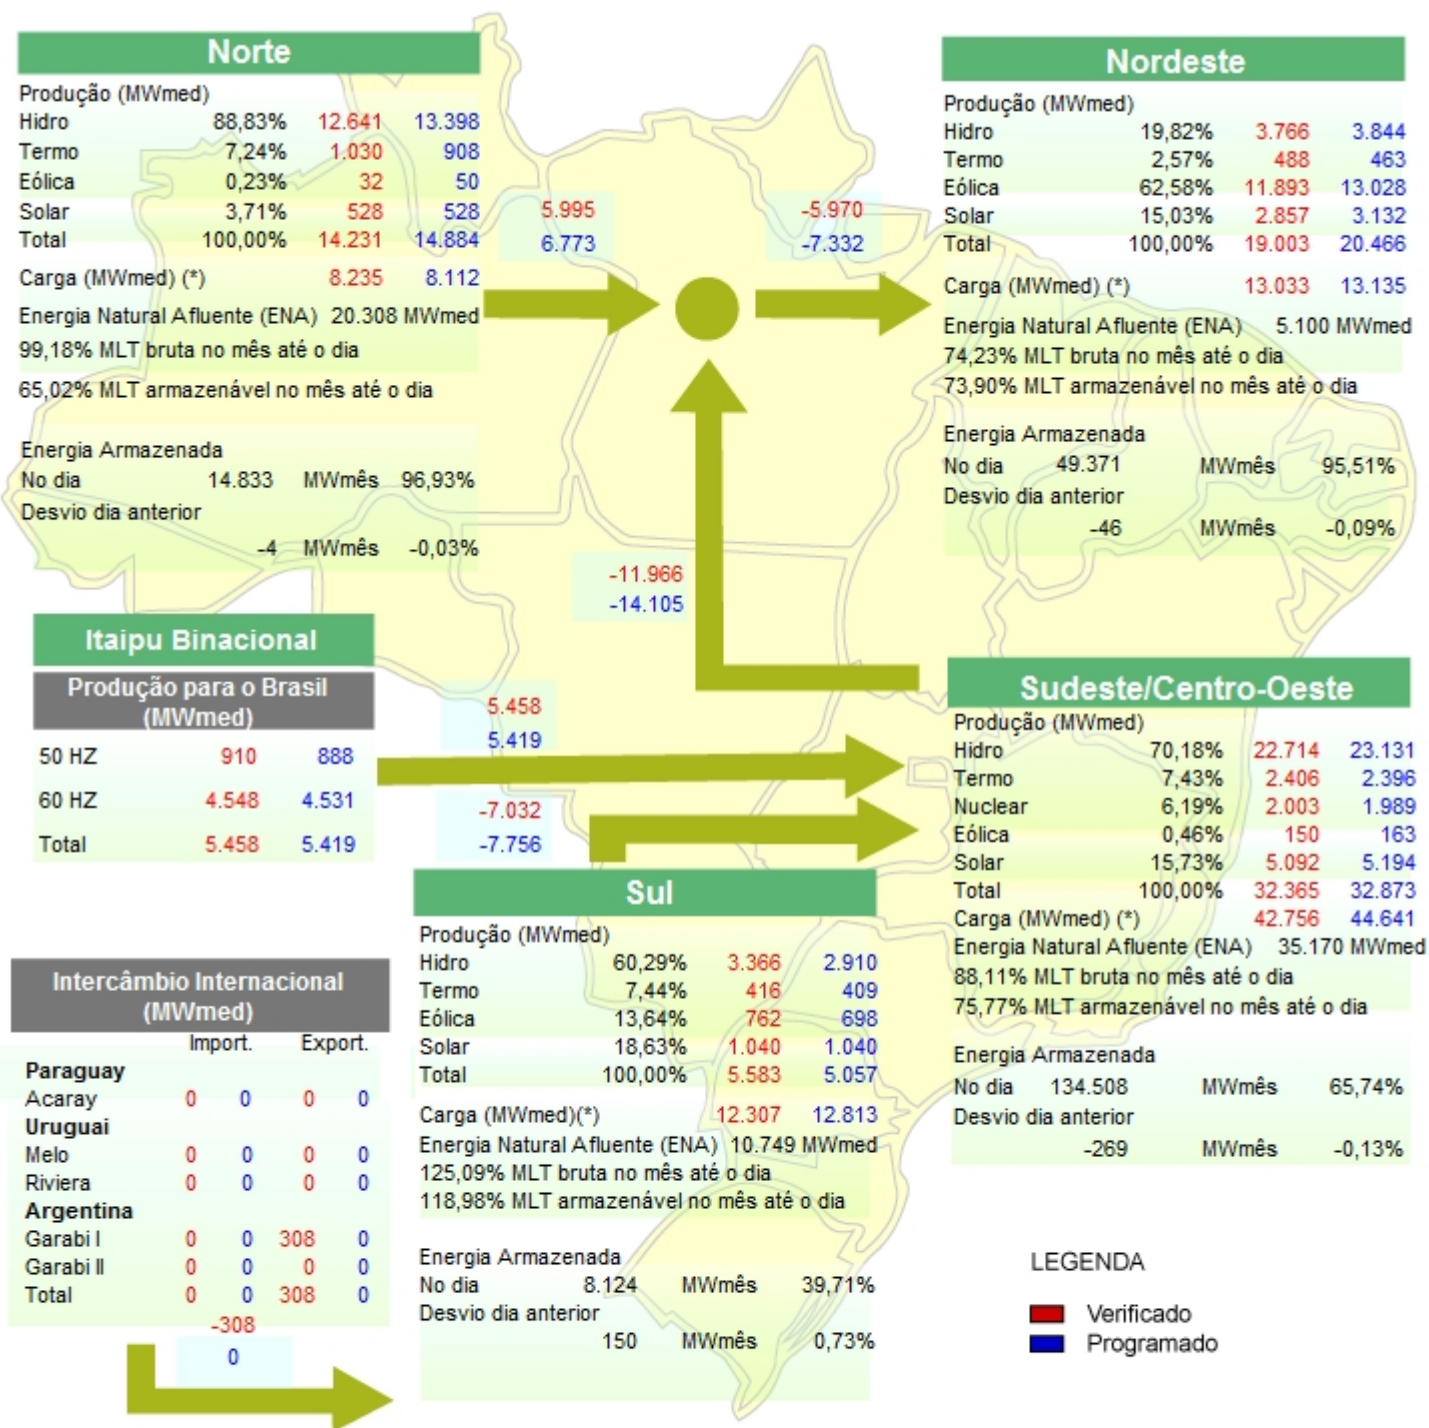 Norte
Produção (MWmed)
Hidro 88,83% 12.641 13.398
Termo 7,24% 1.030 908
Eólica 0,23% 32 50
Solar 3,71% 528 528
Total 100,00% 14.231 14.884
Carga (MWmed) (*) 8.235 8.112
Energia Natural Afluente (ENA) 20.308 MWmed
99,18% MLT bruta no mês até o dia
65,02% MLT armazenável no mês até o dia
Energia Armazenada
No dia 14.833 MWmês 96,93%
Desvio dia anterior
-4 MWmês -0,03%
5.995
6.773
-5.970
-7.332
Nordeste
Produção (MWmed)
Hidro 19,82% 3.766 3.844
Termo 2,57% 488 463
Eólica 62,58% 11.893 13.028
Solar 15,03% 2.857 3.132
Total 100,00% 19.003 20.466
Carga (MWmed) (*) 13.033 13.135
Energia Natural Afluente (ENA) 5.100 MWmed
74,23% MLT bruta no mês até o dia
73,90% MLT armazenável no mês até o dia
Energia Armazenada
No dia 49.371 MWmês 95,51%
Desvio dia anterior
-46 MWmês -0,09%
-11.966
-14.105
Itaipu Binacional
Produção para o Brasil
(MWmed)
50 HZ 910 888
60 HZ 4.548 4.531
Total 5.458 5.419
5.458
5.419
-7.032
-7.756
Sudeste/Centro-Oeste
Produção (MWmed)
Hidro 70,18% 22.714 23.131
Termo 7,43% 2.406 2.396
Nuclear 6,19% 2.003 1.989
Eólica 0,46% 150 163
Solar 15,73% 5.092 5.194
Total 100,00% 32.365 32.873
Carga (MWmed) (*) 42.756 44.641
Energia Natural Afluente (ENA) 35.170 MWmed
88,11% MLT bruta no mês até o dia
75,77% MLT armazenável no mês até o dia
Energia Armazenada
No dia 134.508 MWmês 65,74%
Desvio dia anterior
-269 MWmês -0,13%
Sul
Produção (MWmed)
Hidro 60,29% 3.366 2.910
Termo 7,44% 416 409
Eólica 13,64% 762 698
Solar 18,63% 1.040 1.040
Total 100,00% 5.583 5.057
Carga (MWmed)(*) 12.307 12.813
Energia Natural Afluente (ENA) 10.749 MWmed
125,09% MLT bruta no mês até o dia
118,98% MLT armazenável no mês até o dia
Energia Armazenada
No dia 8.124 MWmês 39,71%
Desvio dia anterior
150 MWmês 0,73%
Intercâmbio Internacional
(MWmed)
Import. Export.
Paraguay
Acaray 0 0 0 0
Uruguai
Melo 0 0 0 0
Riviera 0 0 0 0
Argentina
Garabi I 0 0 308 0
Garabi II 0 0 0 0
Total 0 0 308 0
-308
0
LEGENDA
Verificado
Programado